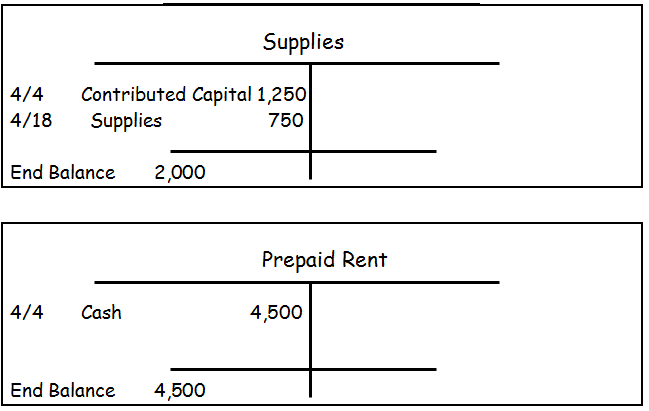 Supplies
4/4 Contributed Capital 1,250
4/18 Supplies 750
End Balance 2,000
Prepaid Rent
4/4 Cash 4,500
End Balance 4,500